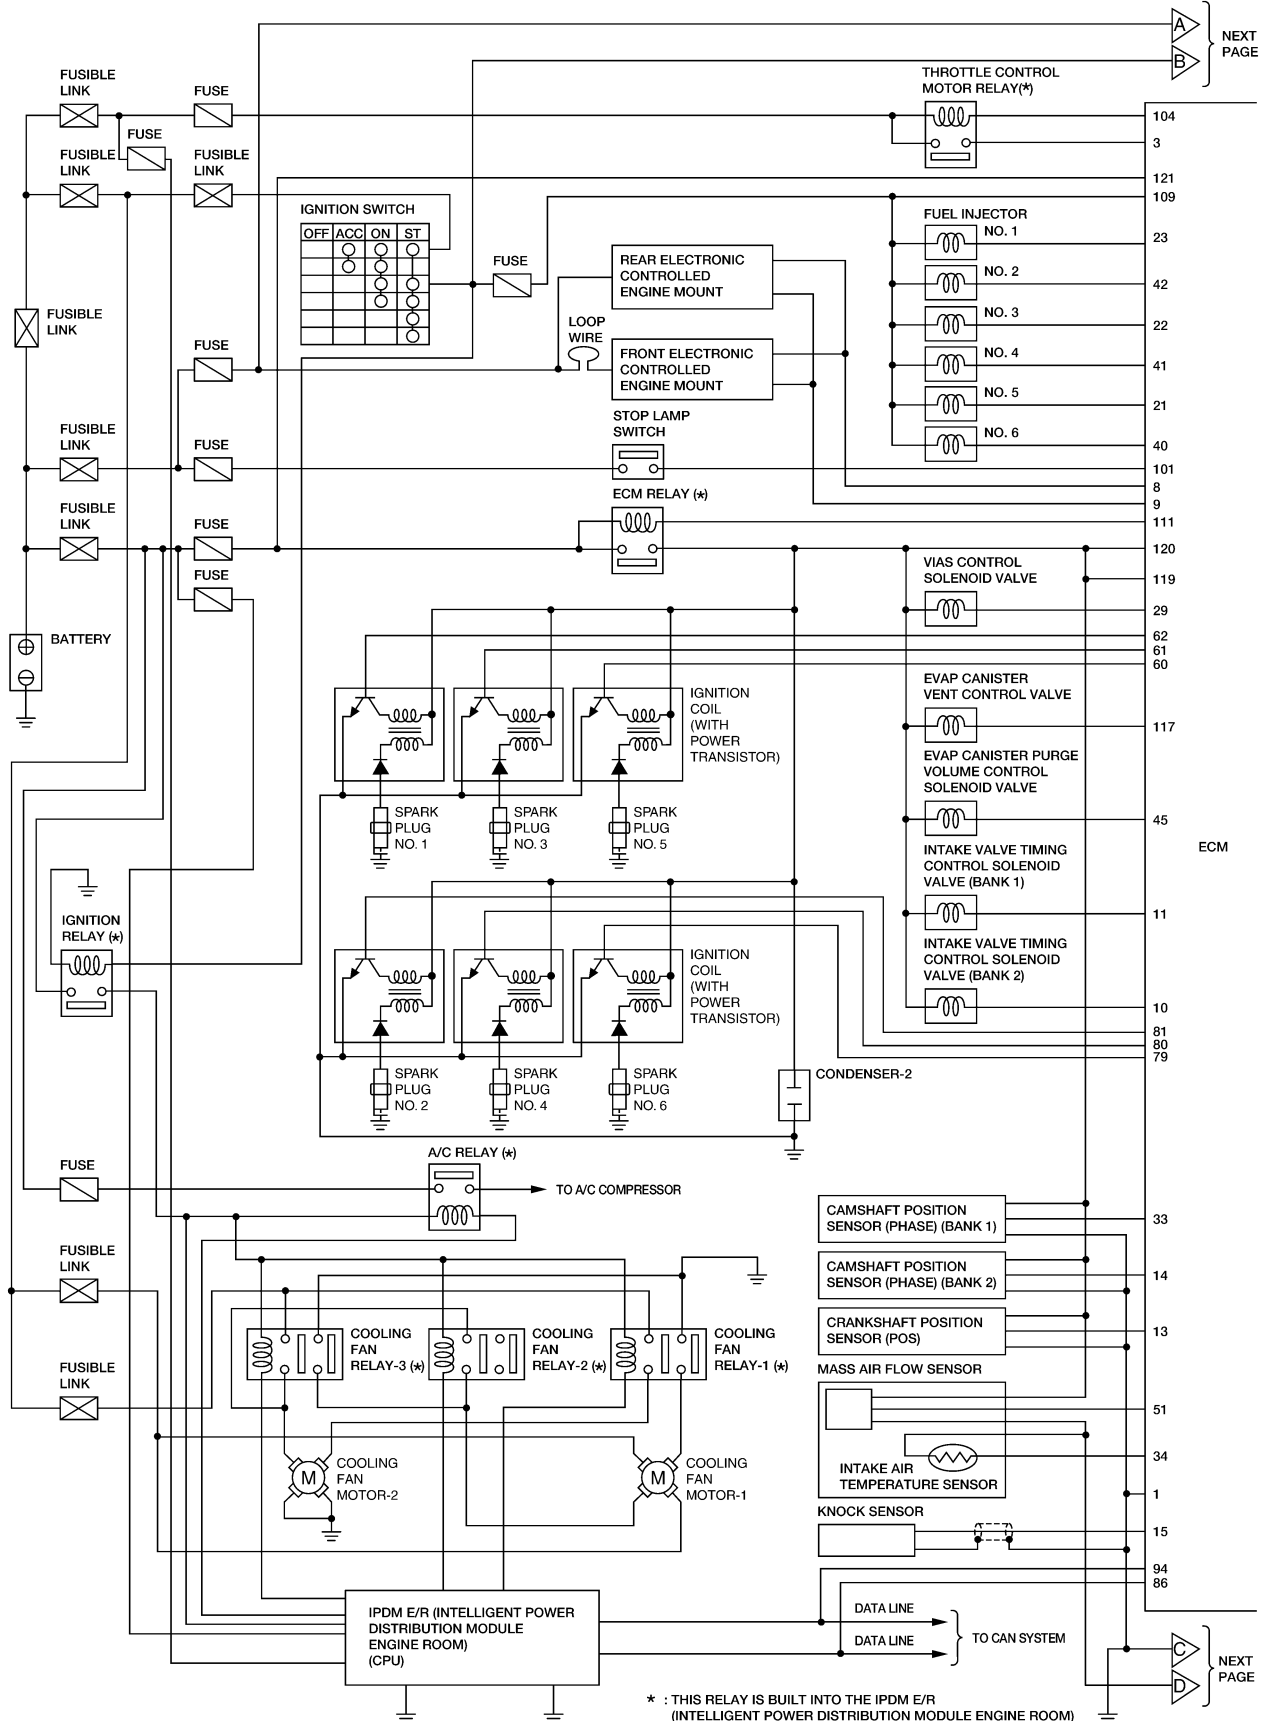 A
B
NEXT
PAGE
FUSIBLE
LINK
FUSE
THROTTLE CONTROL
MOTOR RELAY(*)
104
FUSE
3
FUSIBLE
LINK
FUSIBLE
LINK
121
109
IGNITION SWITCH
OFF ACC ON ST
FUEL INJECTOR
NO. 1
23
FUSE
REAR ELECTRONIC
CONTROLLED
ENGINE MOUNT
NO. 2
42
FUSIBLE
LINK
LOOP
WIRE
NO. 3
22
FUSE
FRONT ELECTRONIC
CONTROLLED
ENGINE MOUNT
NO. 4
41
NO. 5
21
FUSIBLE
LINK
FUSE
STOP LAMP
SWITCH
NO. 6
40
101
8
9
ECM RELAY (*)
111
FUSIBLE
LINK
FUSE
120
FUSE
VIAS CONTROL
SOLENOID VALVE
119
29
BATTERY
62
61
60
IGNITION
COIL
(WITH
POWER
TRANSISTOR)
EVAP CANISTER
VENT CONTROL VALVE
117
EVAP CANISTER PURGE
VOLUME CONTROL
SOLENOID VALVE
45
SPARK
PLUG
NO. 1
SPARK
PLUG
NO. 3
SPARK
PLUG
NO. 5
ECM
INTAKE VALVE TIMING
CONTROL SOLENOID
VALVE (BANK 1)
11
IGNITION
RELAY (*)
IGNITION
COIL
(WITH
POWER
TRANSISTOR)
INTAKE VALVE TIMING
CONTROL SOLENOID
VALVE (BANK 2)
10
81
80
79
SPARK
PLUG
NO. 2
SPARK
PLUG
NO. 4
SPARK
PLUG
NO. 6
CONDENSER-2
A/C RELAY (*)
FUSE
TO A/C COMPRESSOR
CAMSHAFT POSITION
SENSOR (PHASE) (BANK 1)
33
FUSIBLE
LINK
CAMSHAFT POSITION
SENSOR (PHASE) (BANK 2)
14
CRANKSHAFT POSITION
SENSOR (POS)
13
COOLING
FAN
RELAY-3 (*)
COOLING
FAN
RELAY-2 (*)
COOLING
FAN
RELAY-1 (*)
FUSIBLE
LINK
MASS AIR FLOW SENSOR
51
34
INTAKE AIR
TEMPERATURE SENSOR
1
M
COOLING
FAN
MOTOR-2
M
COOLING
FAN
MOTOR-1
KNOCK SENSOR
15
94
86
IPDM E/R (INTELLIGENT POWER
DISTRIBUTION MODULE
ENGINE ROOM)
(CPU)
DATA LINE
DATA LINE
TO CAN SYSTEM
C
D
NEXT
PAGE
* : THIS RELAY IS BUILT INTO THE IPDM E/R
(INTELLIGENT POWER DISTRIBUTION MODULE ENGINE ROOM)